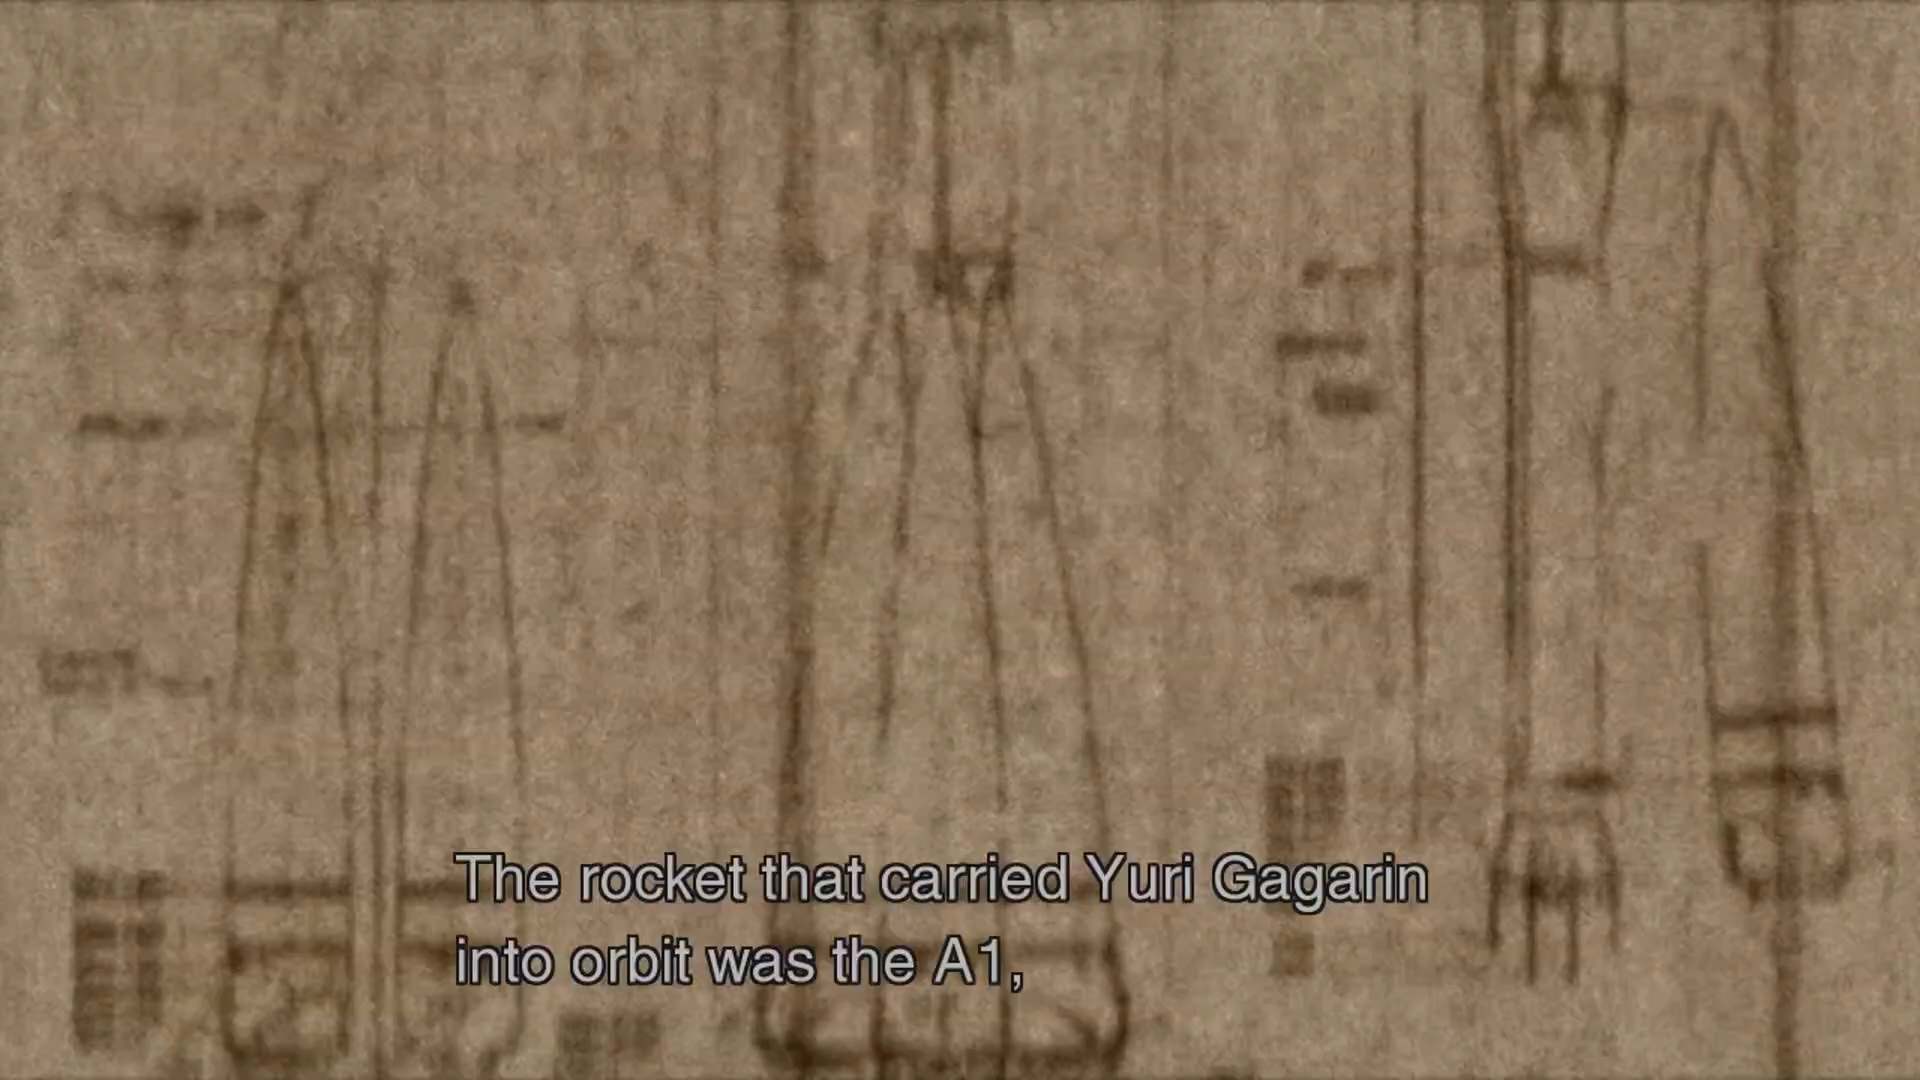 The rocket that carried Yuri Gagarin
into orbit was the A1,